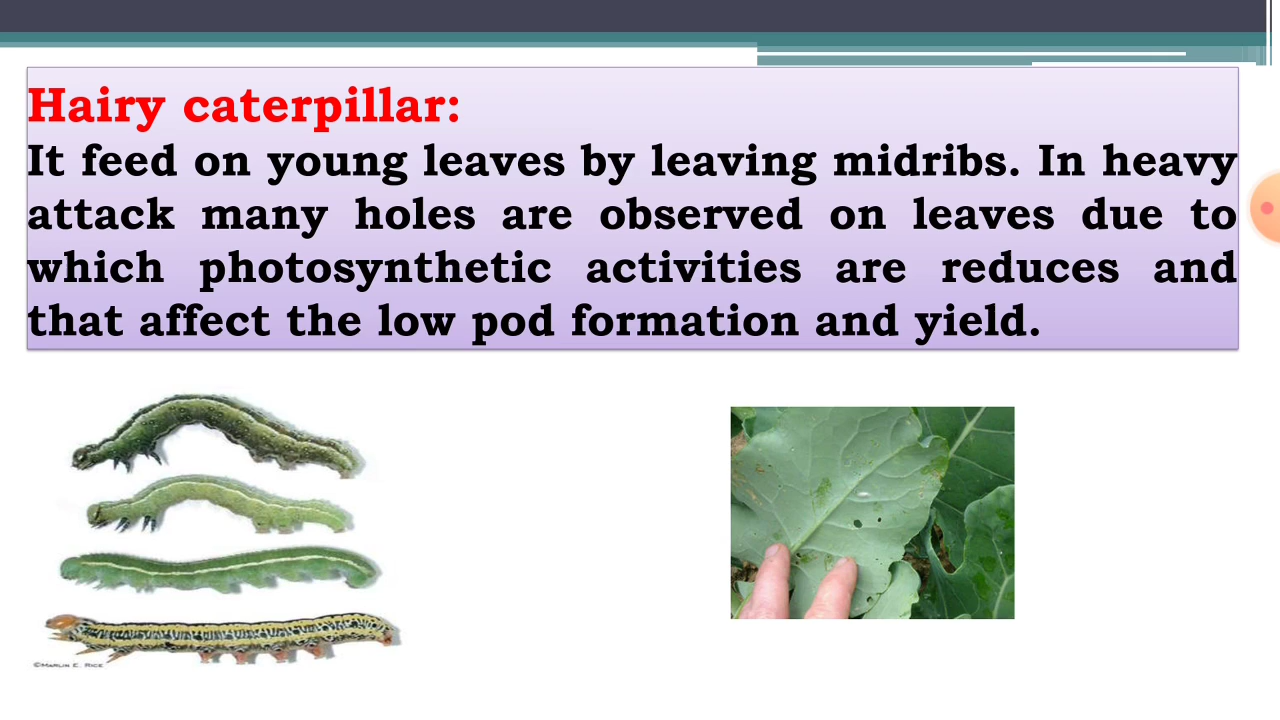 Hairy caterpillar:
It feed on young leaves by leaving midribs. In heavy
attack many holes are observed on leaves due to
which photosynthetic activities are reduces and
that affect the low pod formation and yield.
©Marlin E. Rice